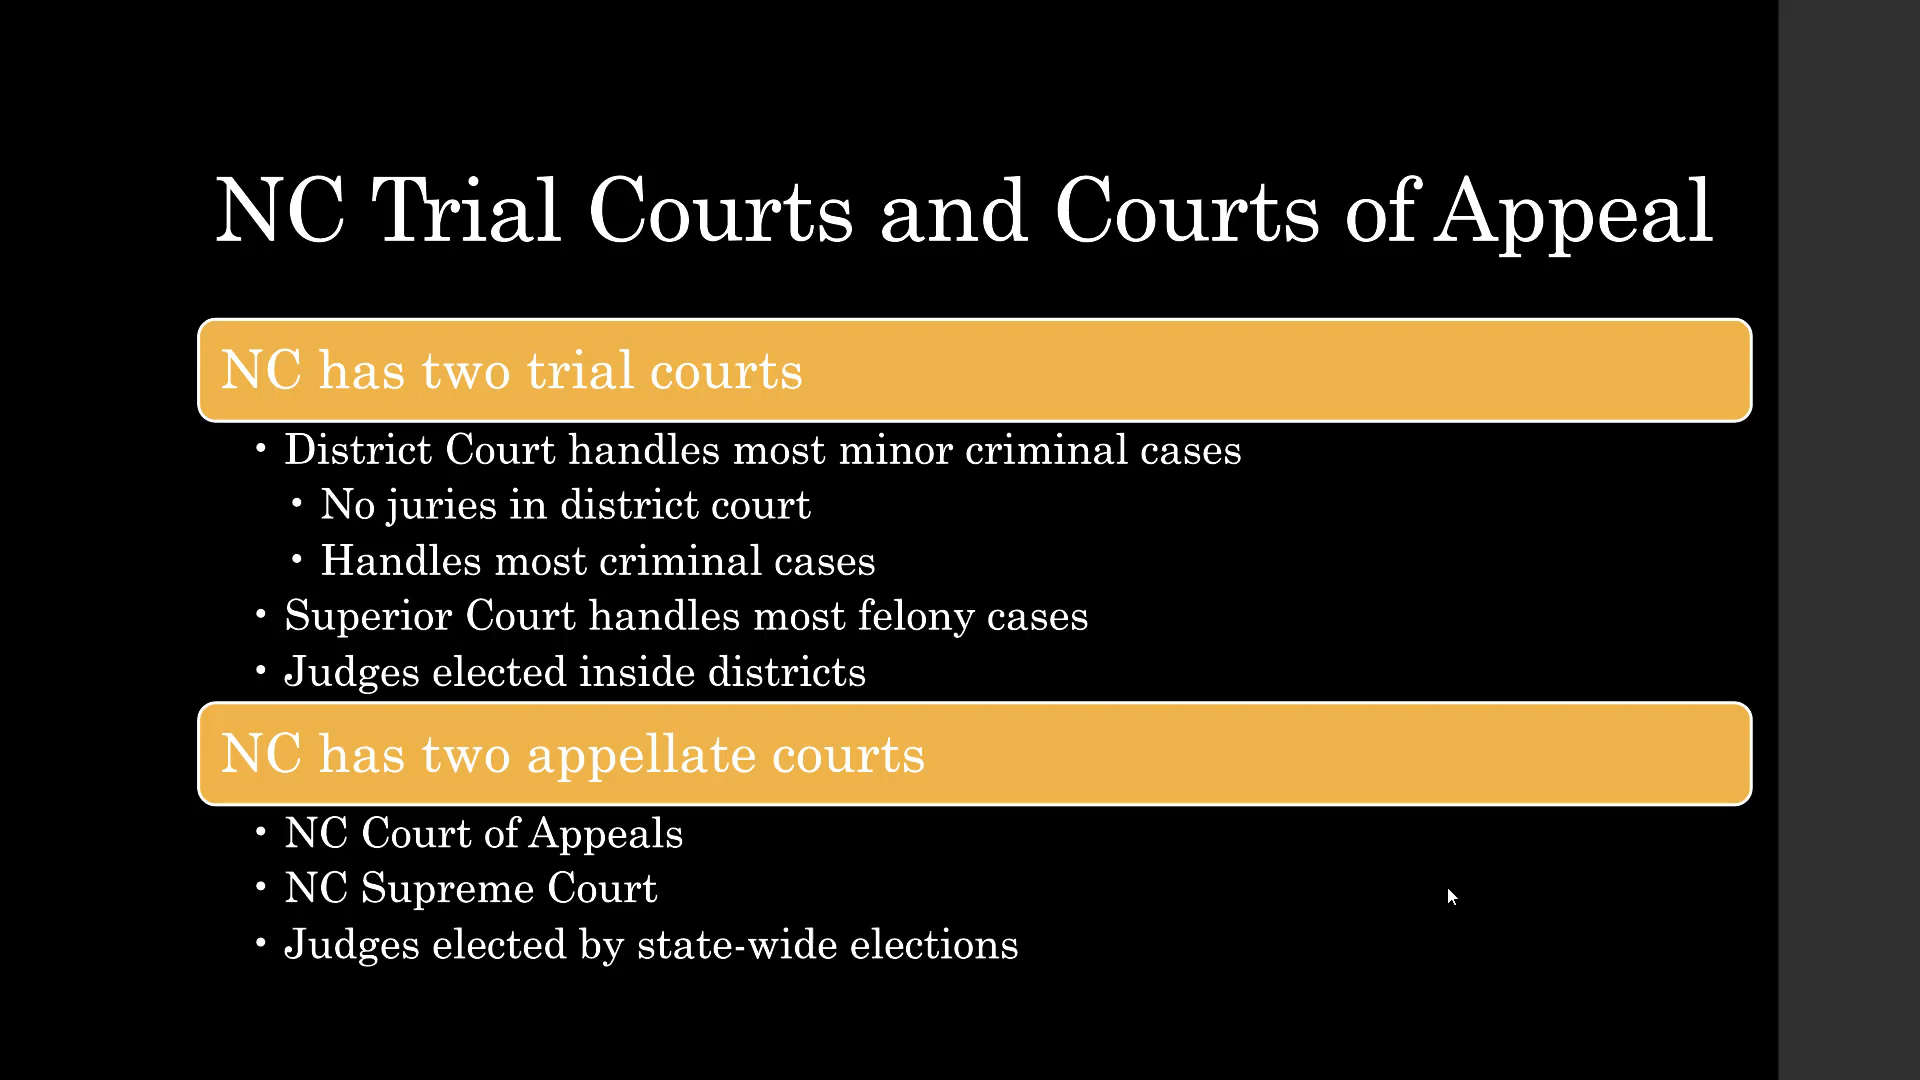 NC Trial Courts and Courts of Appeal
NC has two trial courts
• District Court handles most minor criminal cases
• No juries in district court
• Handles most criminal cases
• Superior Court handles most felony cases
• Judges elected inside districts
NC has two appellate courts
• NC Court of Appeals
• NC Supreme Court
• Judges elected by state-wide elections